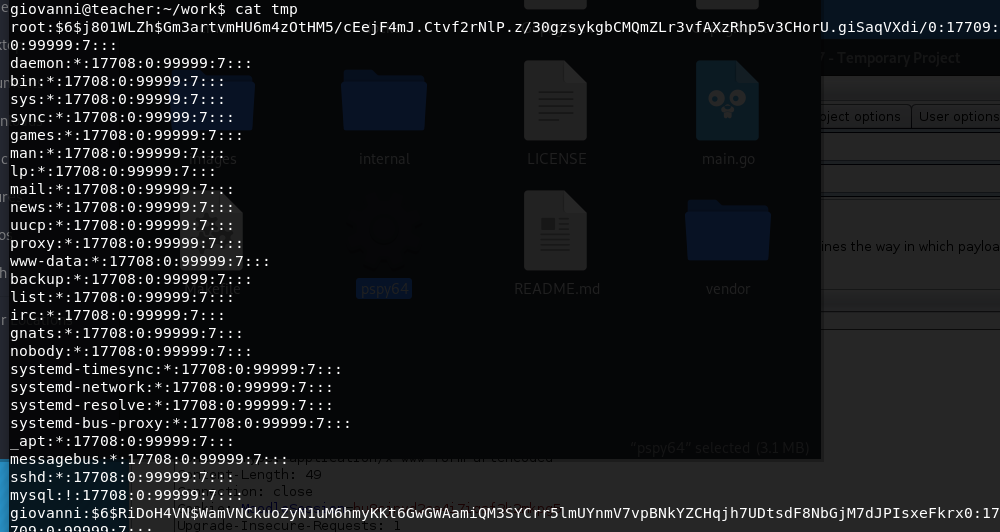 giovanni@teacher:~/work$ cat tmp
root:$6$j801WLZh$Gm3artvmHU6m4zOtHM5/cEejF4mJ.Ctvf2rNlP.z/30gzsykgbCMQmZLr3vfAXzRhp5v3CHorU.giSaqVXdi/0:17709:
0:99999:7:::
daemon:*:17708:0:99999:7:::
bin:*:17708:0:99999:7:::
sys:*:17708:0:99999:7:::
sync:*:17708:0:99999:7:::
games:*:17708:0:99999:7:::
man:*:17708:0:99999:7:::
lp:*:17708:0:99999:7:::
mail:*:17708:0:99999:7:::
news:*:17708:0:99999:7:::
uucp:*:17708:0:99999:7:::
proxy:*:17708:0:99999:7:::
www-data:*:17708:0:99999:7:::
backup:*:17708:0:99999:7:::
list:*:17708:0:99999:7:::
irc:*:17708:0:99999:7:::
gnats:*:17708:0:99999:7:::
nobody:*:17708:0:99999:7:::
systemd-timesync:*:17708:0:99999:7:::
systemd-network:*:17708:0:99999:7:::
systemd-resolve:*:17708:0:99999:7:::
systemd-bus-proxy:*:17708:0:99999:7:::
_apt:*:17708:0:99999:7:::
messagebus:*:17708:0:99999:7:::
sshd:*:17708:0:99999:7:::
mysql:!:17708:0:99999:7:::
giovanni:$6$RiDoH4VN$WamVNCkuoZyN1uM6hmyKKt6GwGWAamiQM3SYCrr5lmUYnmV7vpBNkYZCHqjh7UDtsdF8NbGjM7dJPIsxeFkrx0:17
709:0:99999:7:::
internal
LICENSE
main.go
pspy64
README.md
vendor
"pspy64" selected (3.1 MB)
- Temporary Project
options
User options
ines the way in which payloa
Length: 49
close
Upgrade-Insecure-Requests: 1